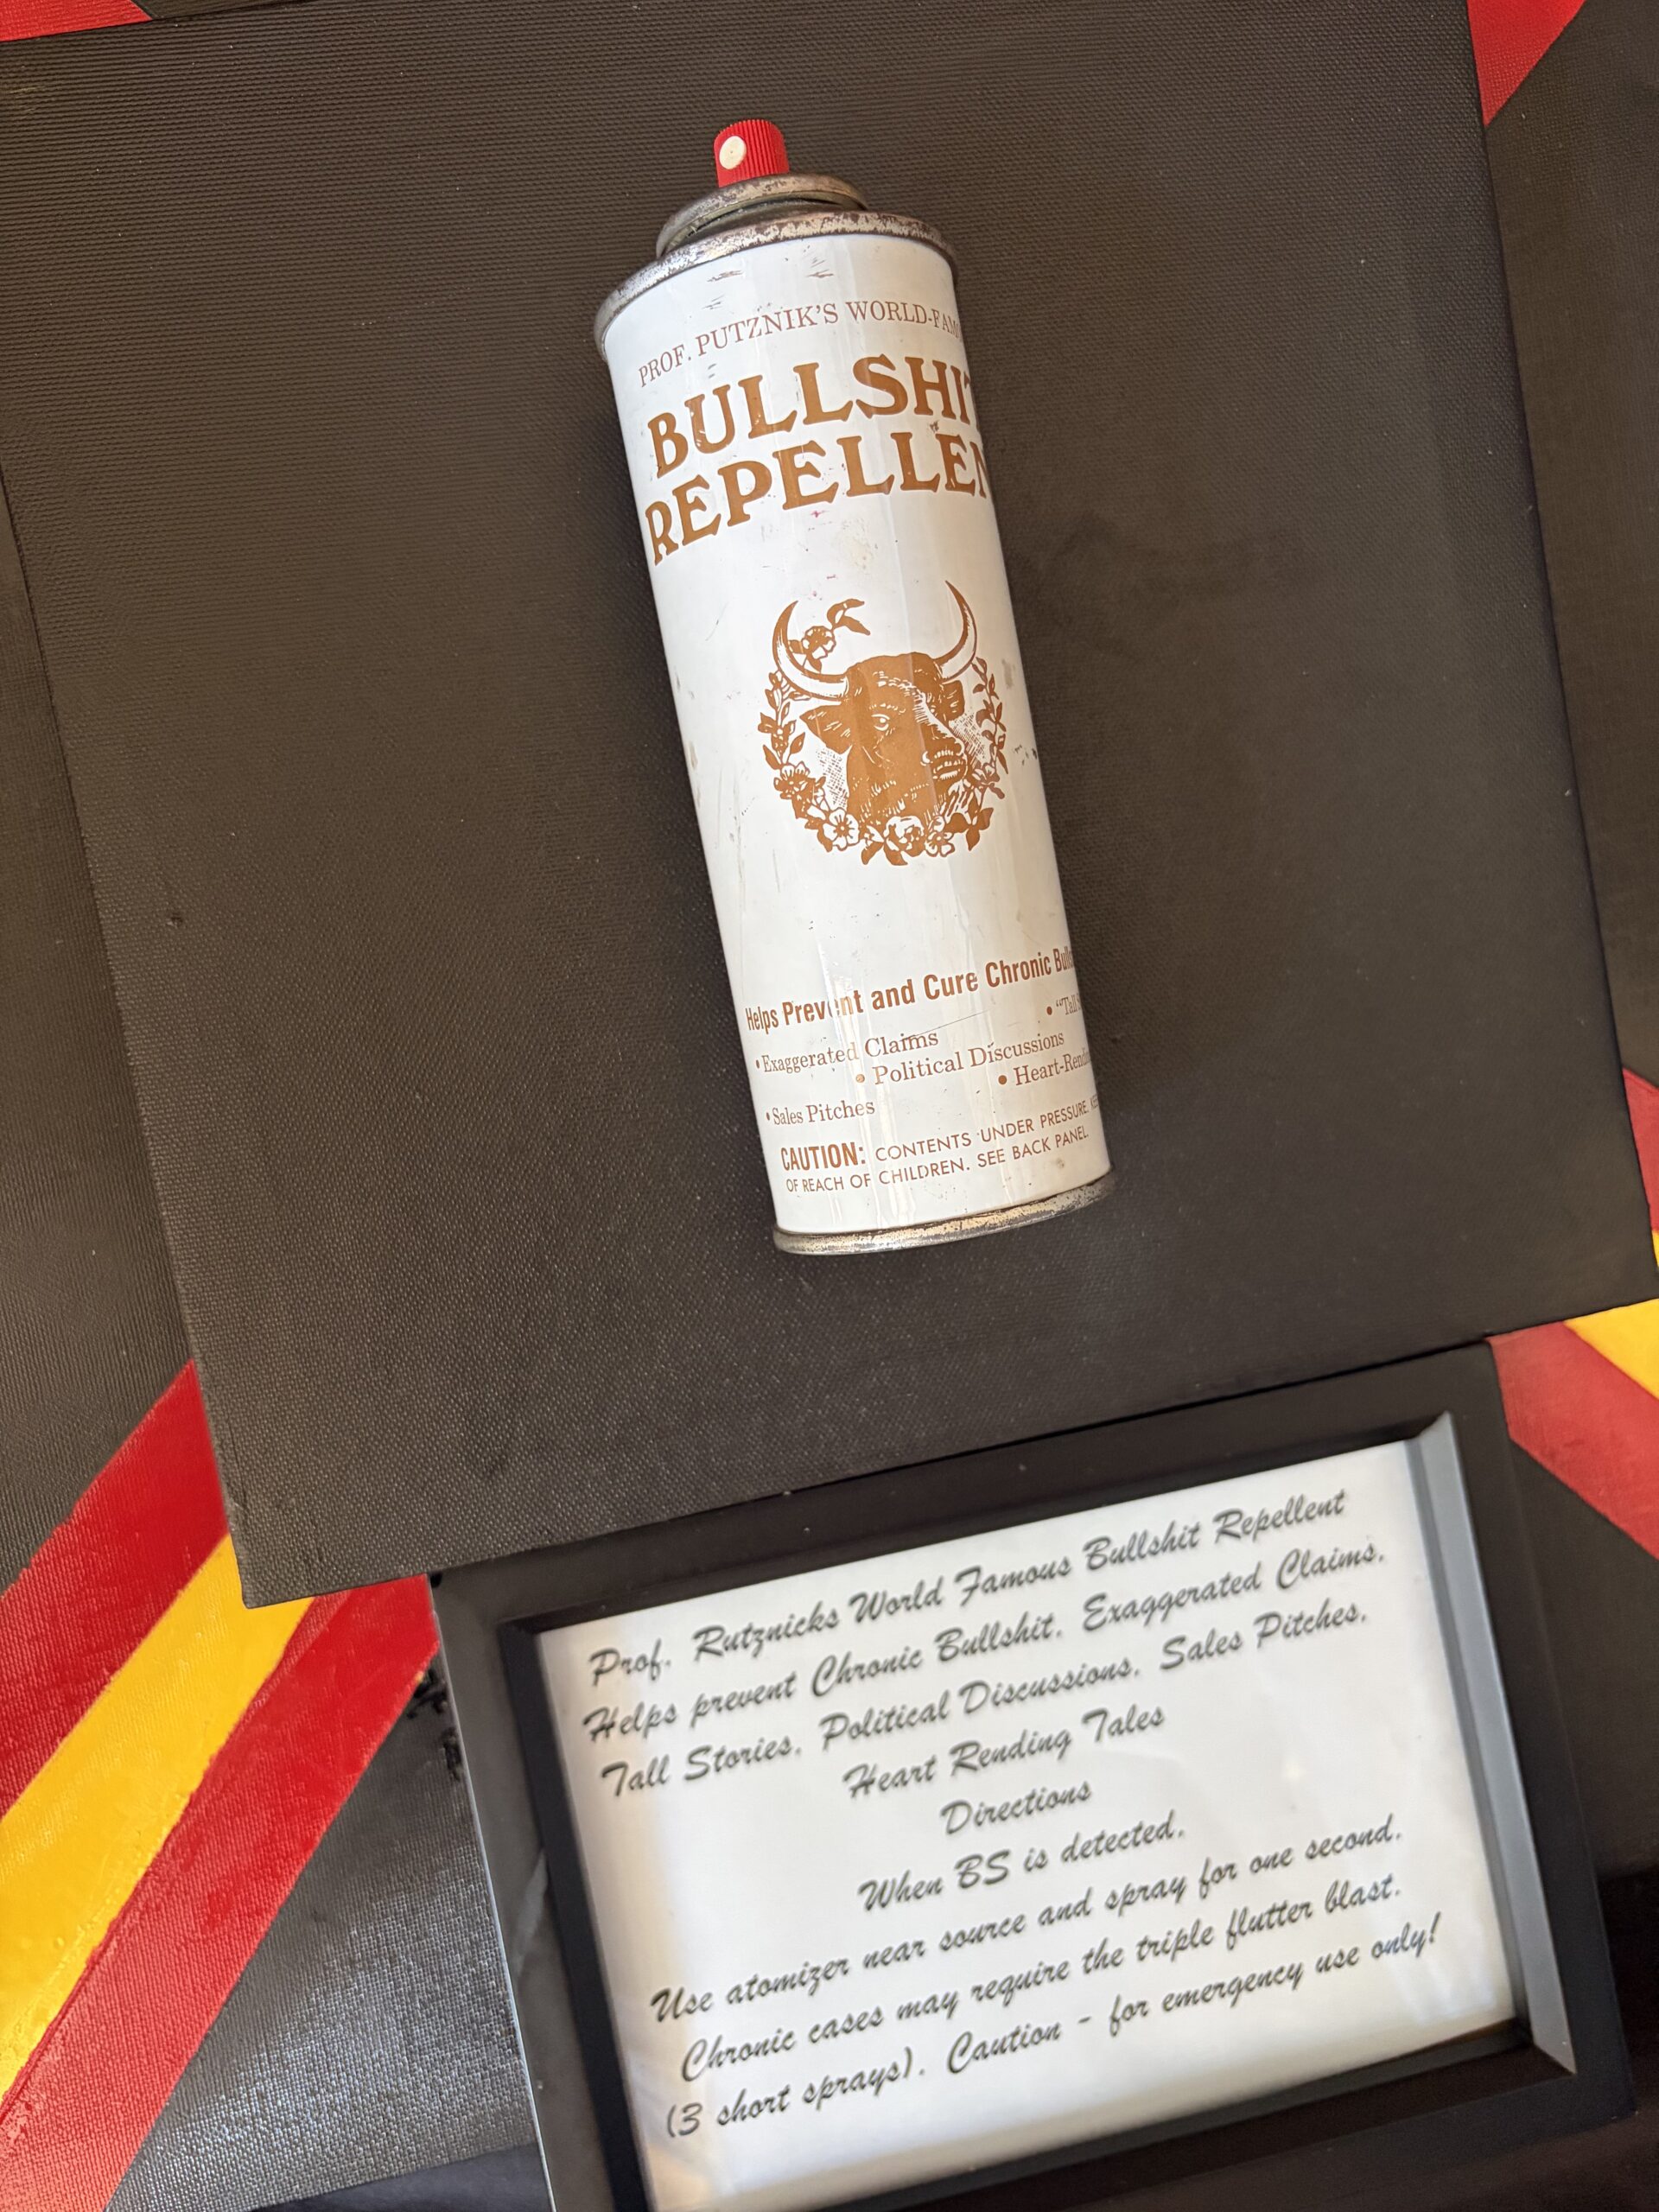 PROF. PUTZNIK'S WORLD-FAM
BULLSHIT
REPELLEN
Helps Prevent and Cure Chronic Bulls
• Exaggerated Claims • "Tall
• Political Discussions
• Sales Pitches • Heart-Rend
CAUTION: CONTENTS UNDER PRESSURE.
OF REACH OF CHILDREN. SEE BACK PANEL
Prof. Rutznicks World Famous Bullshit Repellent
Helps prevent Chronic Bullshit, Exaggerated Claims,
Tall Stories, Political Discussions, Sales Pitches,
Heart Rending Tales
Directions
When BS is detected,
Use atomizer near source and spray for one second.
Chronic cases may require the triple flutter blast.
(3 short sprays). Caution - for emergency use only!